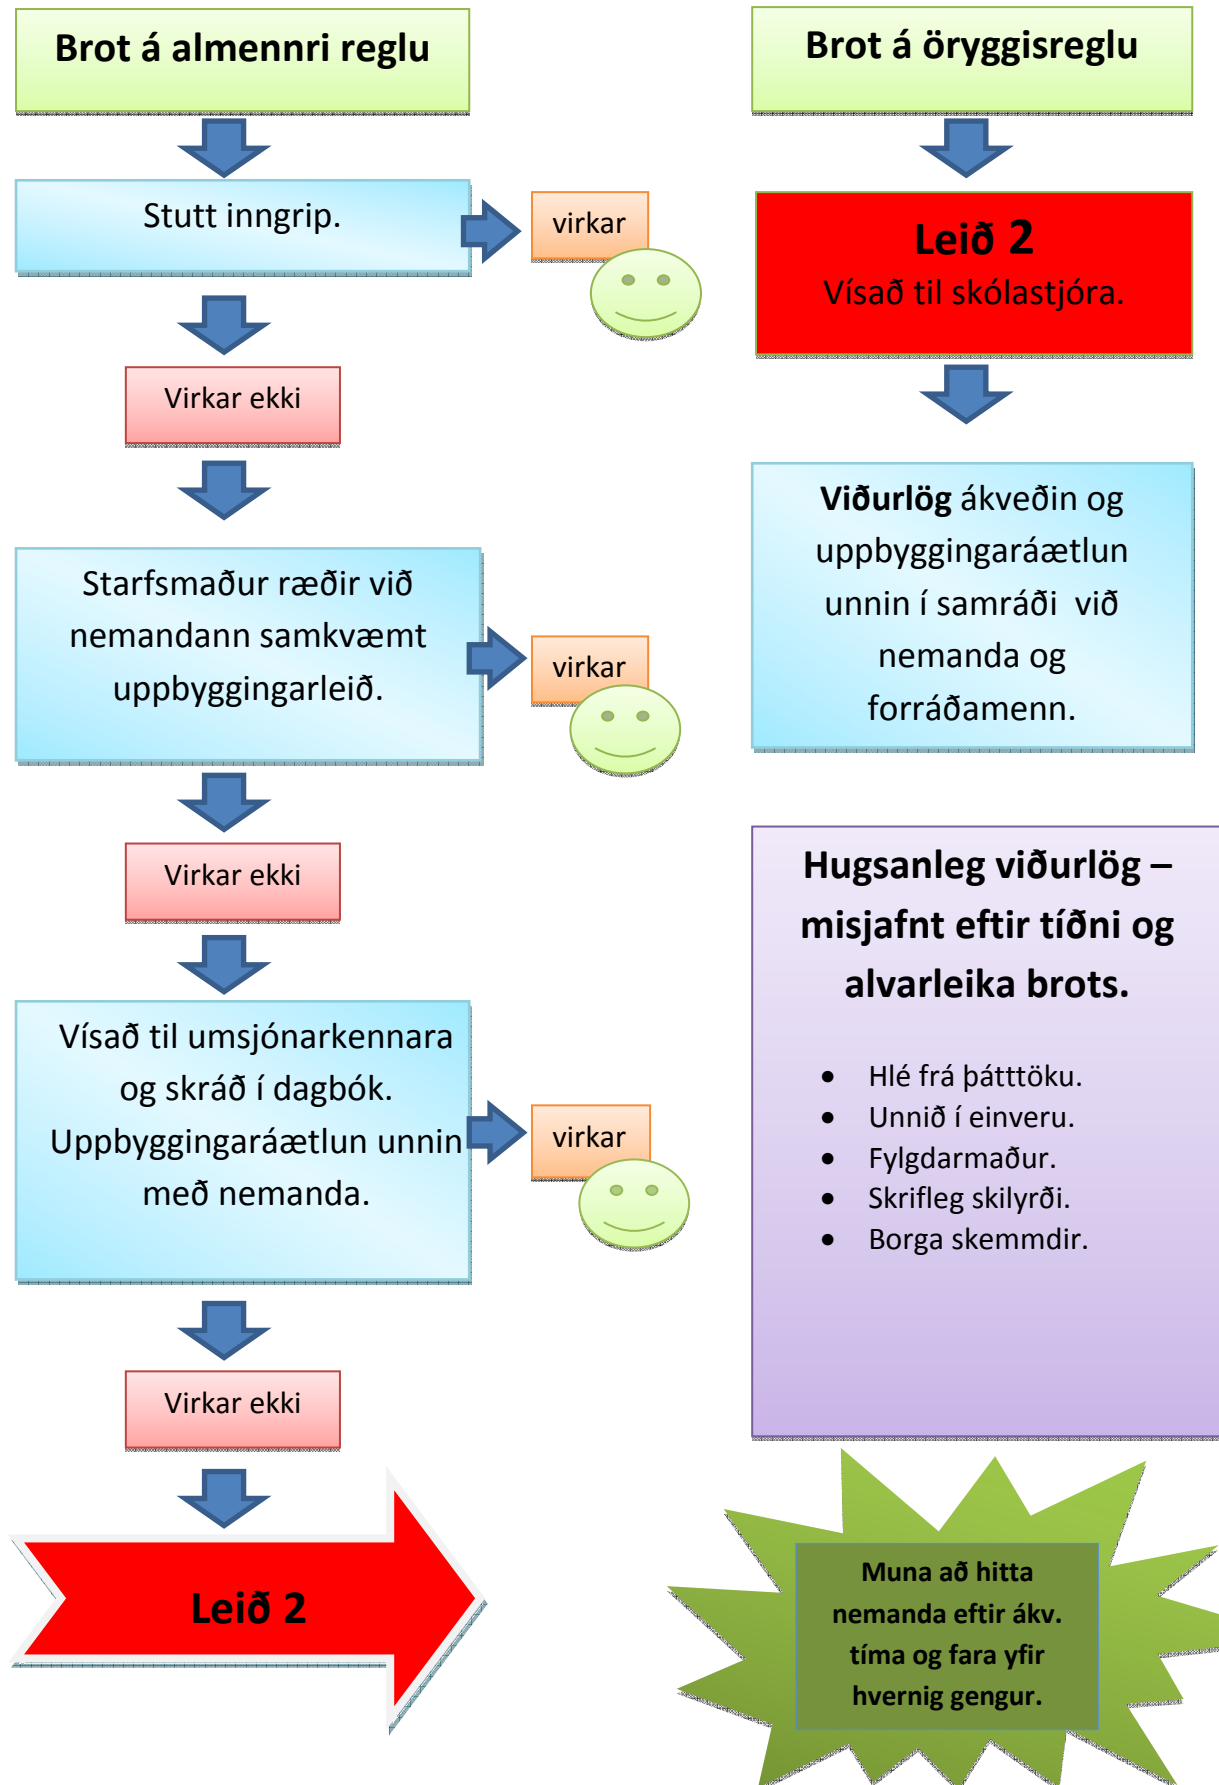 Brot á almennri reglu
Stutt inngrip.
virkar
Virkar ekki
Starfsmaður ræðir við
nemandann samkvæmt
uppbyggingarleið.
virkar
Virkar ekki
Vísað til umsjónarkennara
og skráð í dagbók.
Uppbyggingaráætlun unnin
með nemanda.
virkar
Virkar ekki
Leið 2
Brot á öryggisreglu
Leið 2
Vísað til skólastjóra.
Viðurlög ákveðin og
uppbyggingaráætlun
unnin í samráði við
nemanda og
forráðamenn.
Hugsanleg viðurlög –
misjafnt eftir tíðni og
alvarleika brots.
• Hlé frá þátttöku.
• Unnið í einveru.
• Fylgdarmaður.
• Skrifleg skilyrði.
• Borga skemmdir.
Muna að hitta
nemanda eftir ákv.
tíma og fara yfir
hvernig gengur.